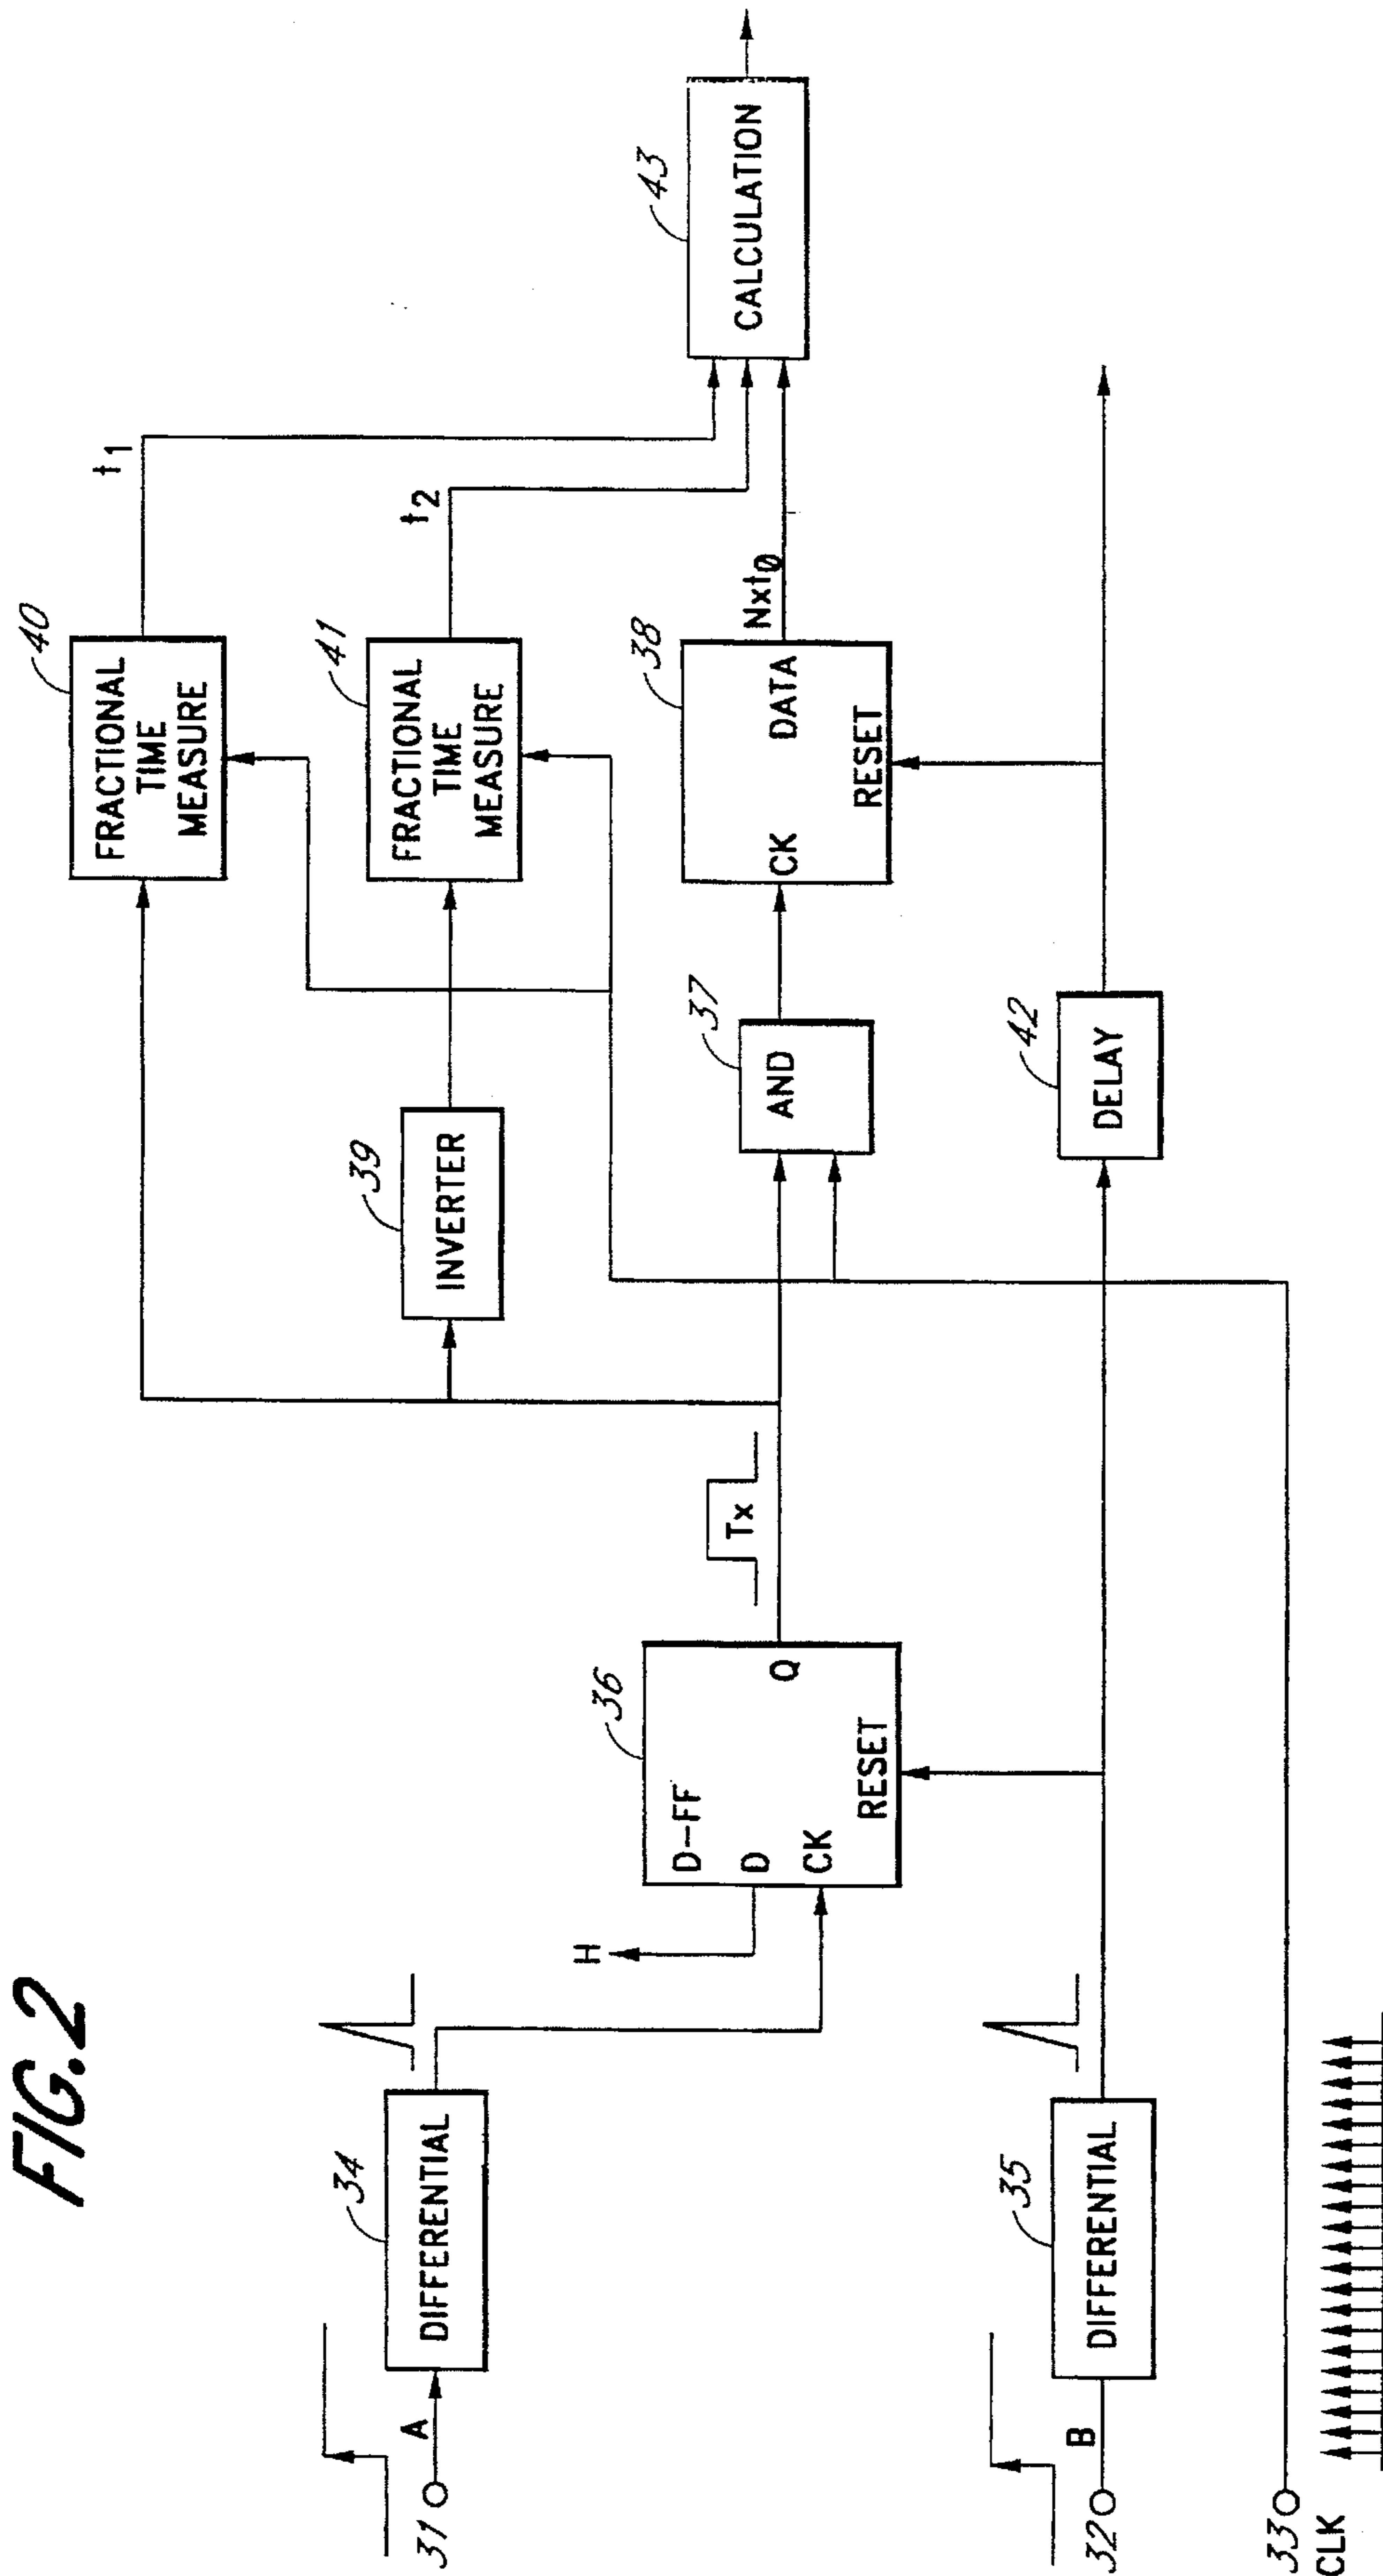 FIG.2
31
A
34
DIFFERENTIAL
32
B
35
DIFFERENTIAL
33
CLK
H
36
D-FF
D
CK
Q
RESET
Tx
39
INVERTER
37
AND
42
DELAY
40
FRACTIONAL
TIME
MEASURE
41
FRACTIONAL
TIME
MEASURE
38
CK
DATA
RESET
t1
t2
Nxt0
43
CALCULATION